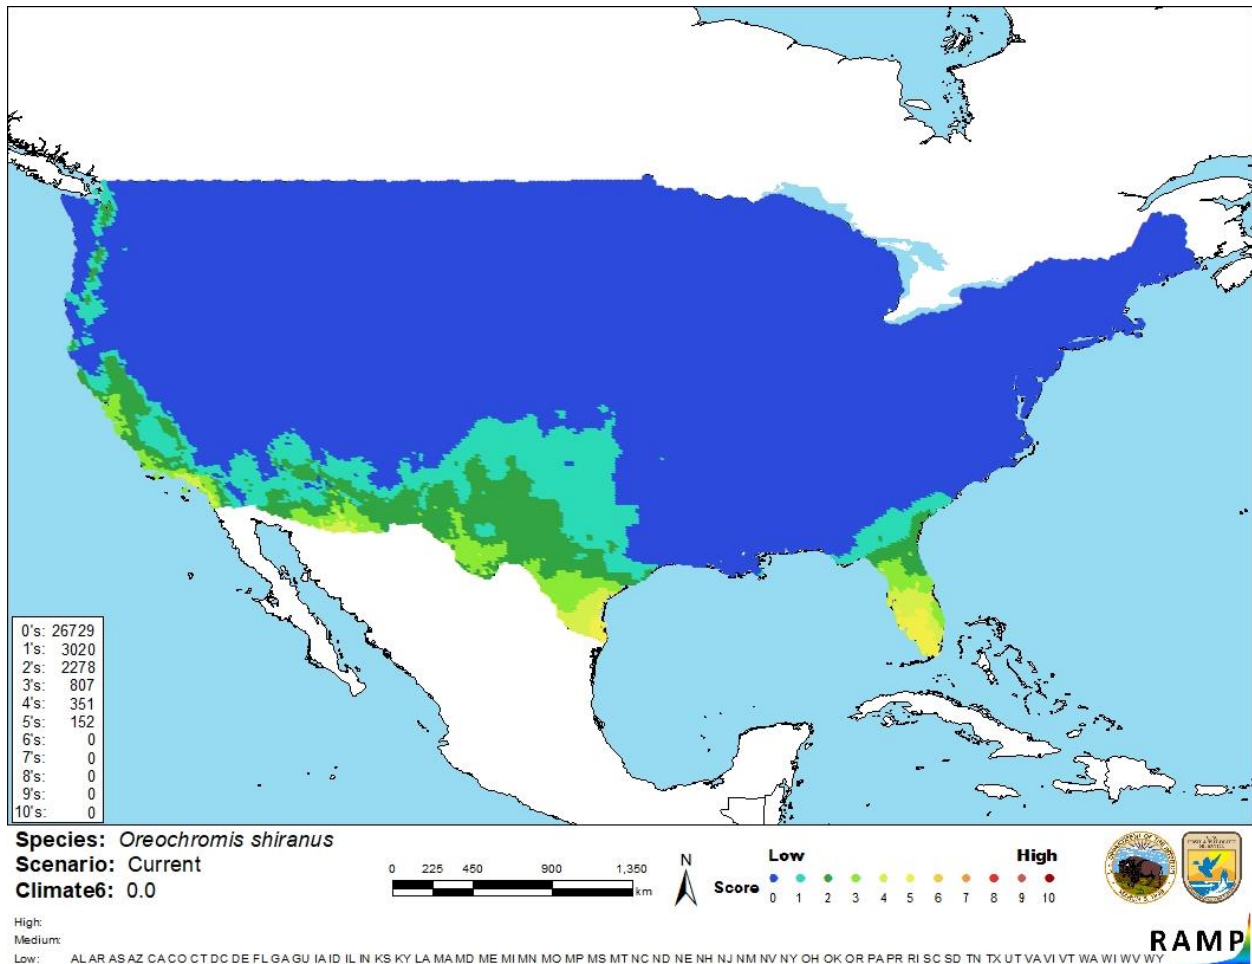 0's: 26729
1's: 3020
2's: 2278
3's: 807
4's: 351
5's: 152
6's: 0
7's: 0
8's: 0
9's: 0
10's: 0
Species: Oreochromis shiranus
Scenario: Current
Climate6: 0.0
0 225 450 900 1,350
km
N
Low High
Score 0 1 2 3 4 5 6 7 8 9 10
High:
Medium:
Low: AL AR AS AZ CA CO CT DC DE FL GA GU IA ID IL IN KS KY LA MA MD ME MI MN MO MP MS MT NC ND NE NH NJ NM NV NY OH OK OR PA PR RI SC SD TN TX UT VA VI VT WA WI WV WY
RAMP